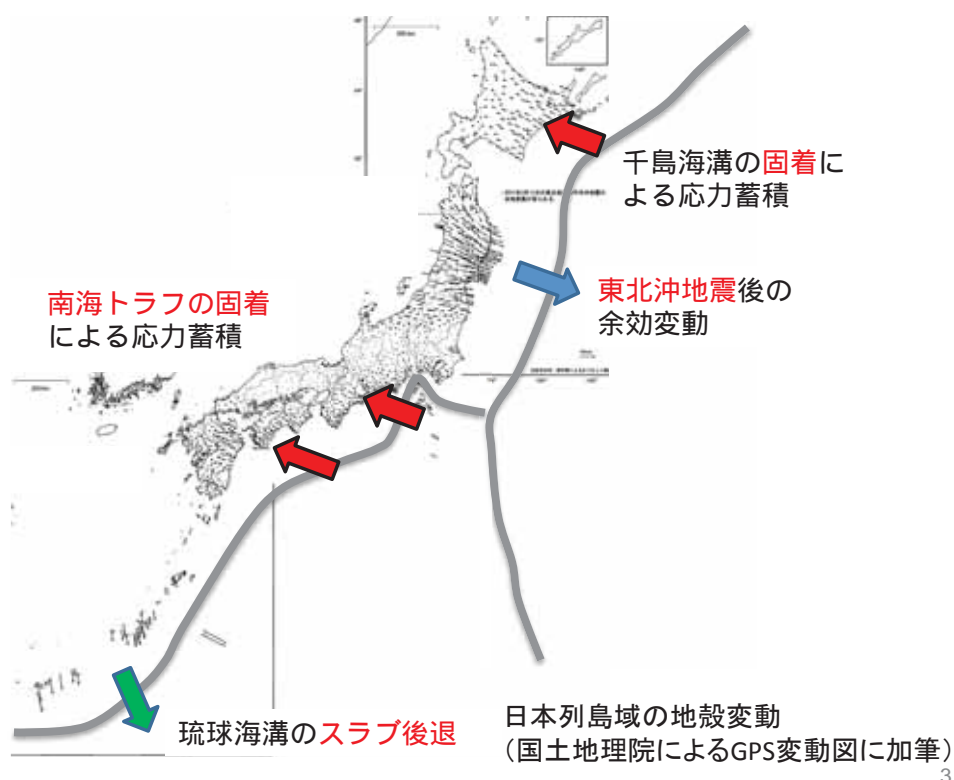 千島海溝の固着に
よる応力蓄積
東北沖地震後の
余効変動
南海トラフの固着
による応力蓄積
琉球海溝のスラブ後退
日本列島域の地殻変動
（国土地理院によるGPS変動図に加筆）
3